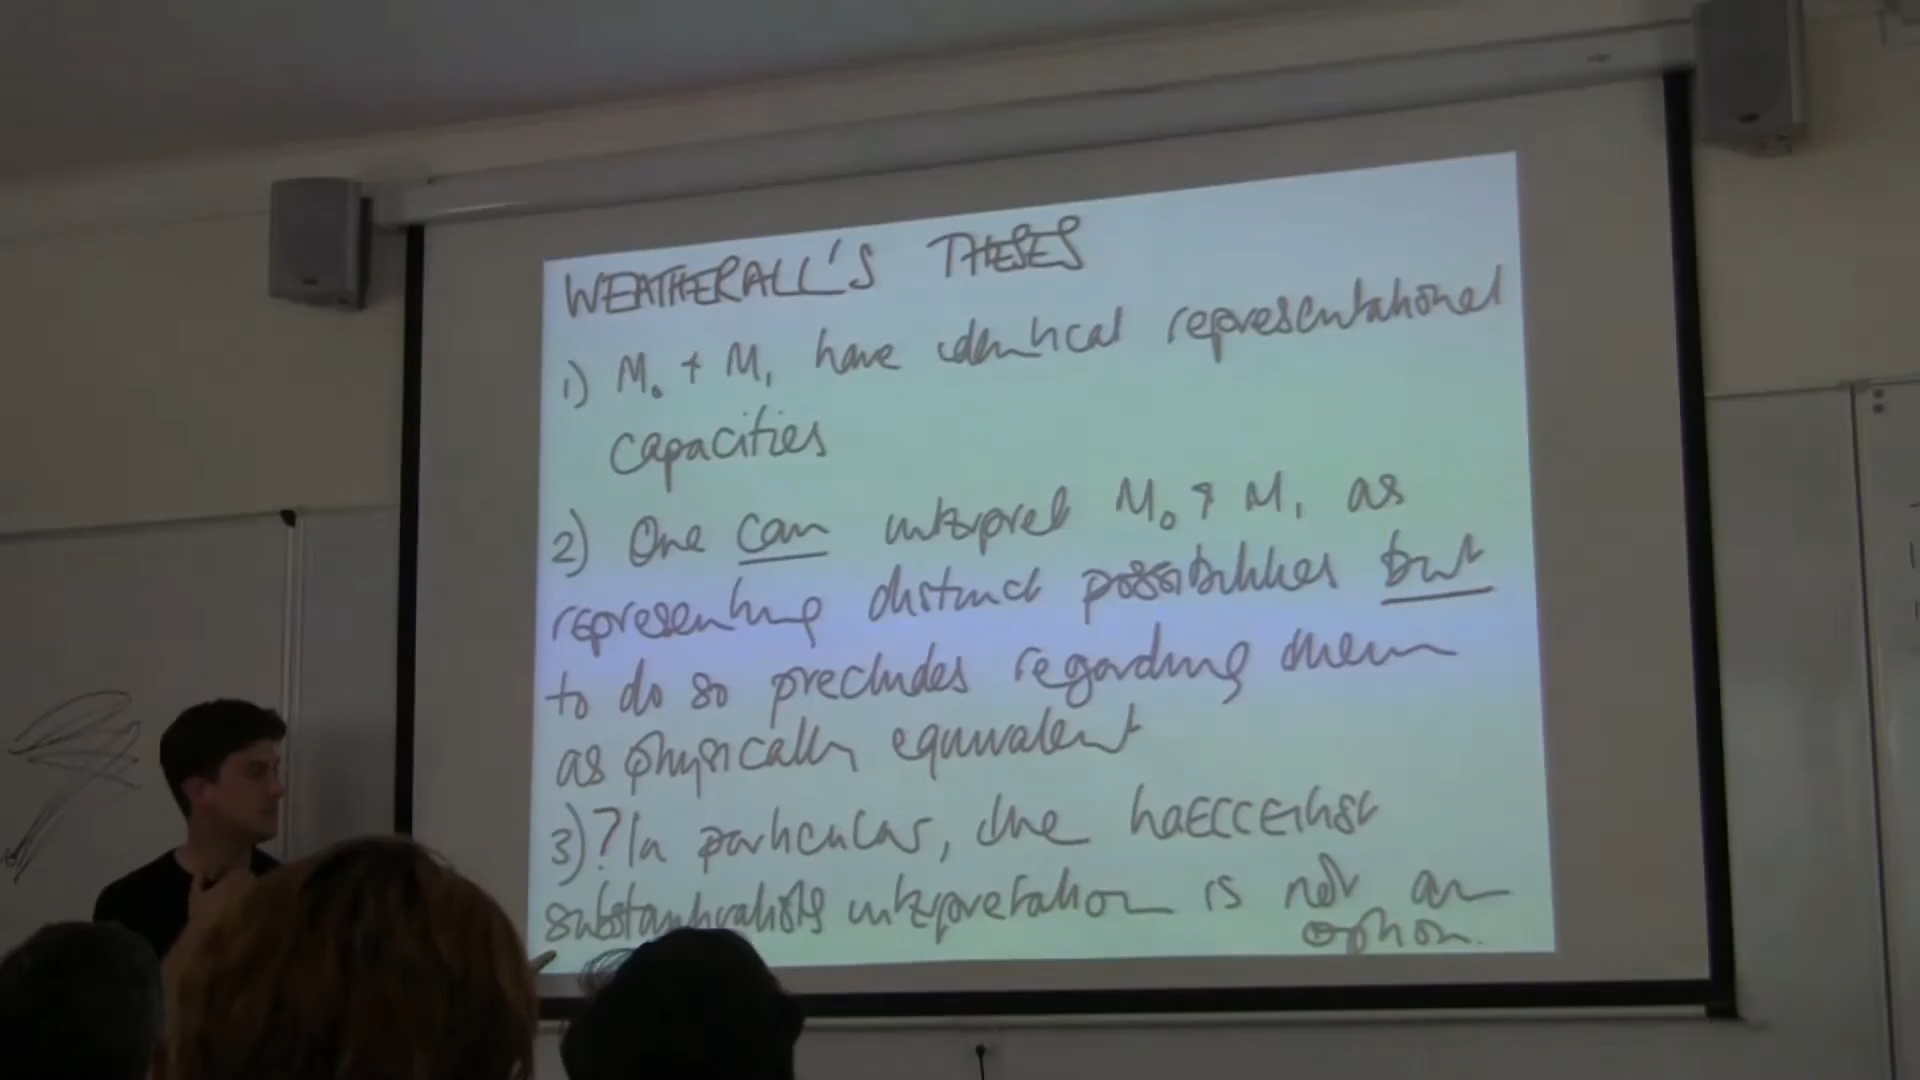 WEATHERALL'S THESES
1) M₀ + M₁ have identical representational
capacities
2) One can interpret M₀ + M₁ as
representing distinct possibilities but
to do so precludes regarding them
as physically equivalent
3) ? In particular, the haecceitist
substantivalists interpretation is not an
option.